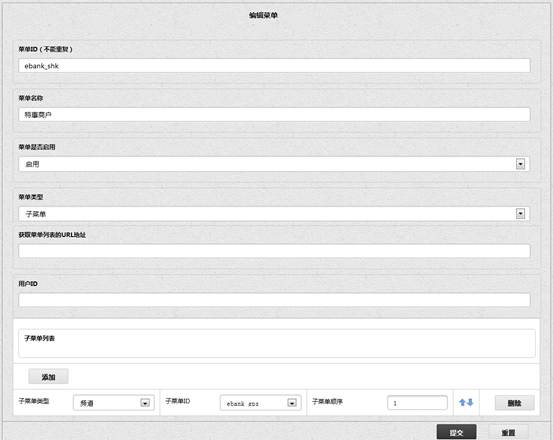 编辑菜单
菜单ID（不能重复）
ebank_shk
菜单名称
特惠商户
菜单是否启用
启用
菜单类型
子菜单
获取菜单列表的URL地址
用户ID
子菜单列表
添加
子菜单类型 频道 子菜单ID 子菜单顺序 1 删除
提交 重置